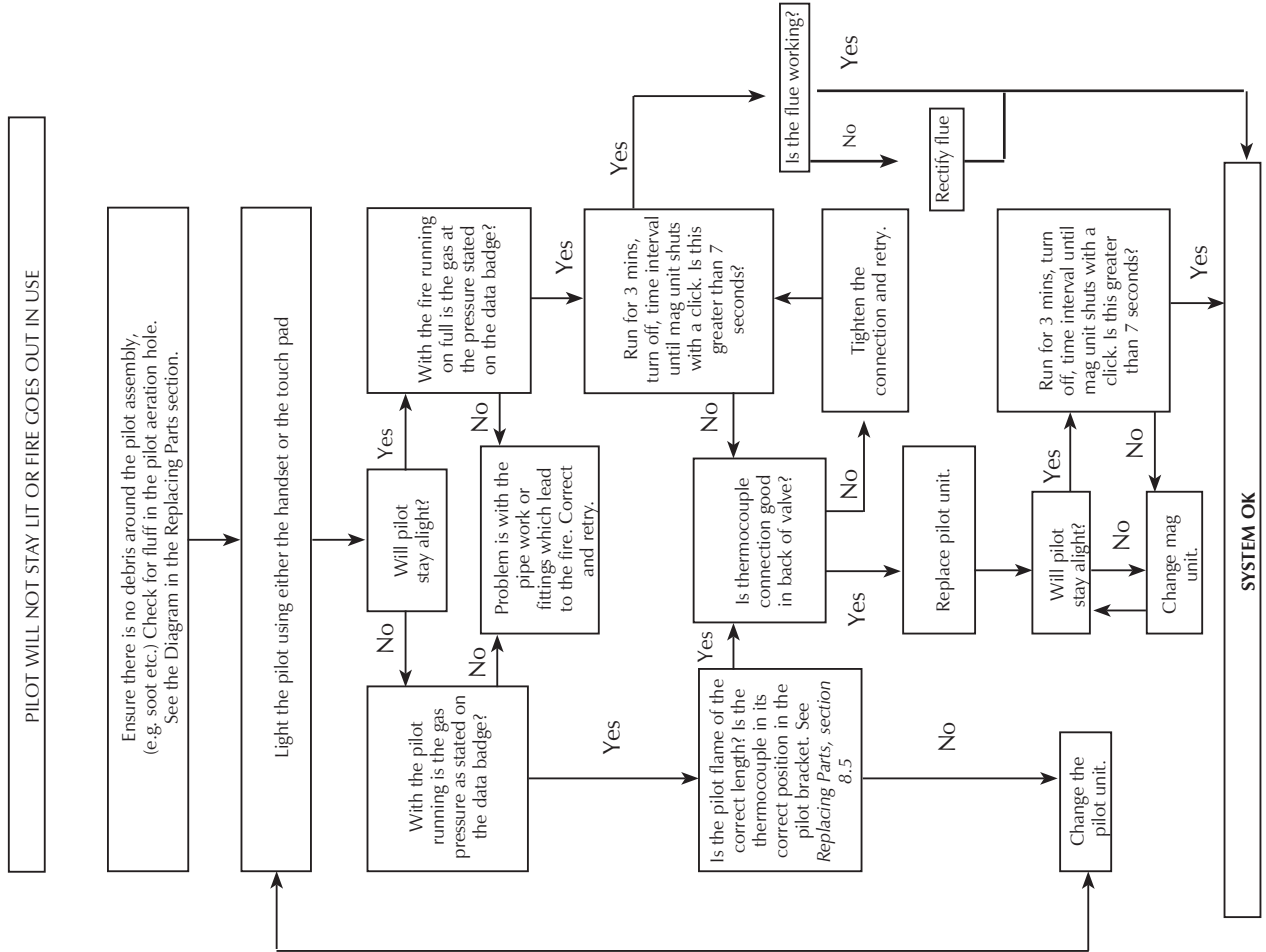 PILOT WILL NOT STAY LIT OR FIRE GOES OUT IN USE
Ensure there is no debris around the pilot assembly,
(e.g. soot etc.) Check for fluff in the pilot aeration hole.
See the Diagram in the Replacing Parts section.
Light the pilot using either the handset or the touch pad
Will pilot
stay alight?
No
Yes
With the pilot
running is the gas
pressure as stated on
the data badge?
No
Problem is with the
pipe work or
fittings which lead
to the fire. Correct
and retry.
No
With the fire running
on full is the gas at
the pressure stated
on the data badge?
Yes
Yes
Is the pilot flame of the
correct length? Is the
thermocouple in its
correct position in the
pilot bracket. See
Replacing Parts, section
8.5
Yes
Is thermocouple
connection good
in back of valve?
No
Run for 3 mins,
turn off, time interval
until mag unit shuts
with a click. Is this
greater than 7
seconds?
Yes
Is the flue working?
No
Yes
Rectify flue
No
Yes
No
Tighten the
connection and retry.
Replace pilot unit.
Change the
pilot unit.
Will pilot
stay alight?
Yes
No
Change mag
unit.
No
Run for 3 mins, turn
off, time interval until
mag unit shuts with a
click. Is this greater
than 7 seconds?
Yes
SYSTEM OK